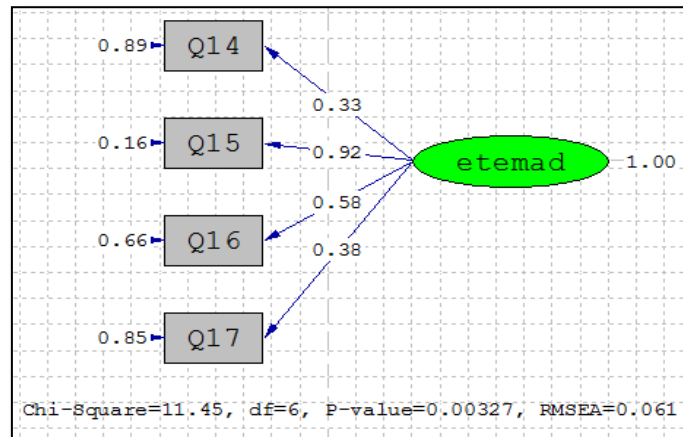 0.89 Q14
0.33
0.16 Q15 0.92 etemad 1.00
0.58
0.66 Q16
0.38
0.85 Q17
Chi-Square=11.45, df=6, P-value=0.00327, RMSEA=0.061